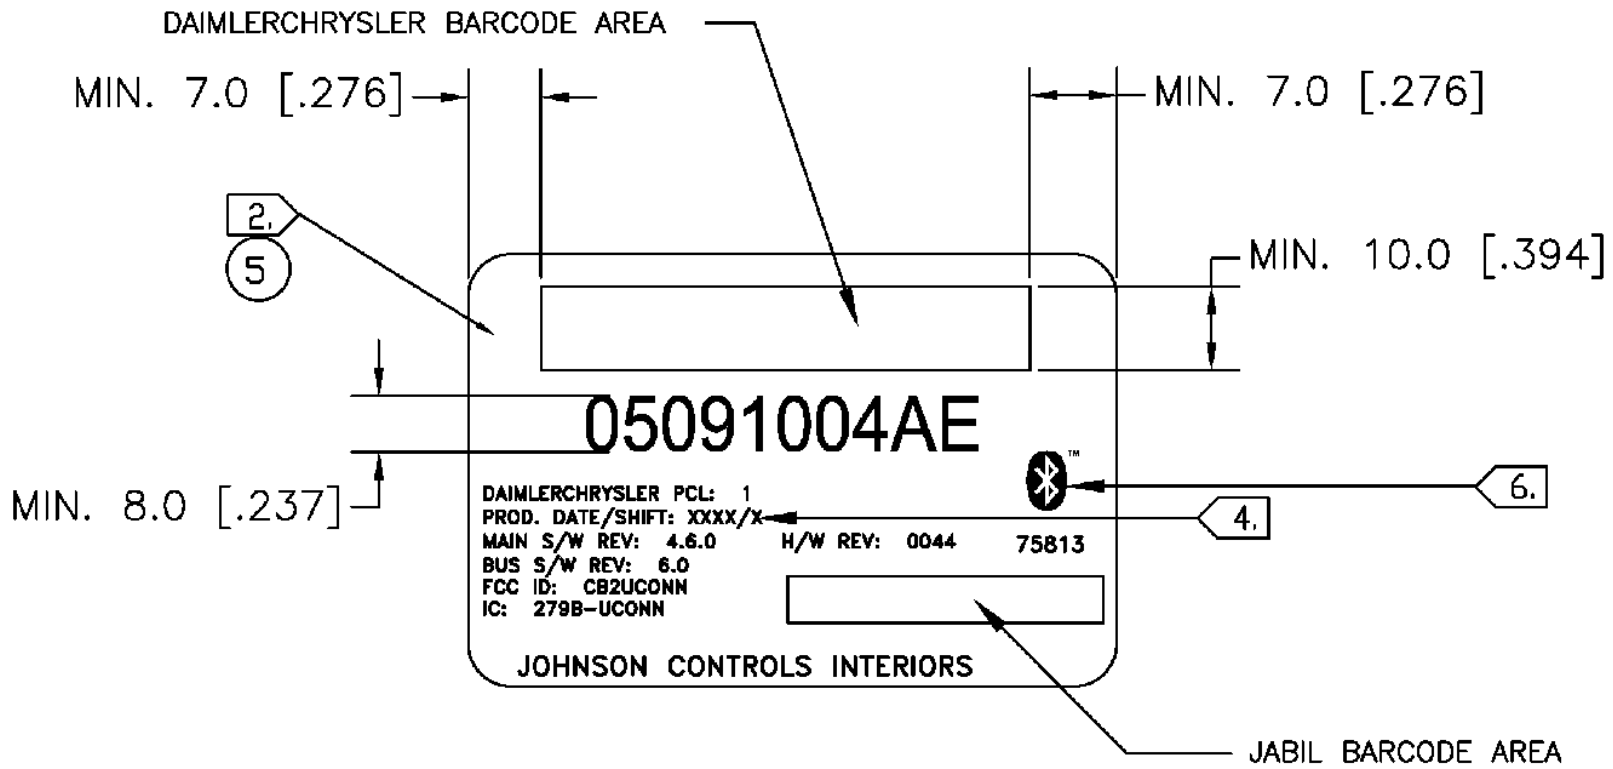 DAIMLERCHRYSLER BARCODE AREA
MIN. 7.0 [.276]
MIN. 7.0 [.276]
2.
5
MIN. 10.0 [.394]
05091004AE
TM
6.
MIN. 8.0 [.237]
DAIMLERCHRYSLER PCL: 1
PROD. DATE/SHIFT: XXXX/X
4.
MAIN S/W REV: 4.6.0 H/W REV: 0044 75813
BUS S/W REV: 6.0
FCC ID: CB2UCONN
IC: 279B-UCONN
JOHNSON CONTROLS INTERIORS
JABIL BARCODE AREA